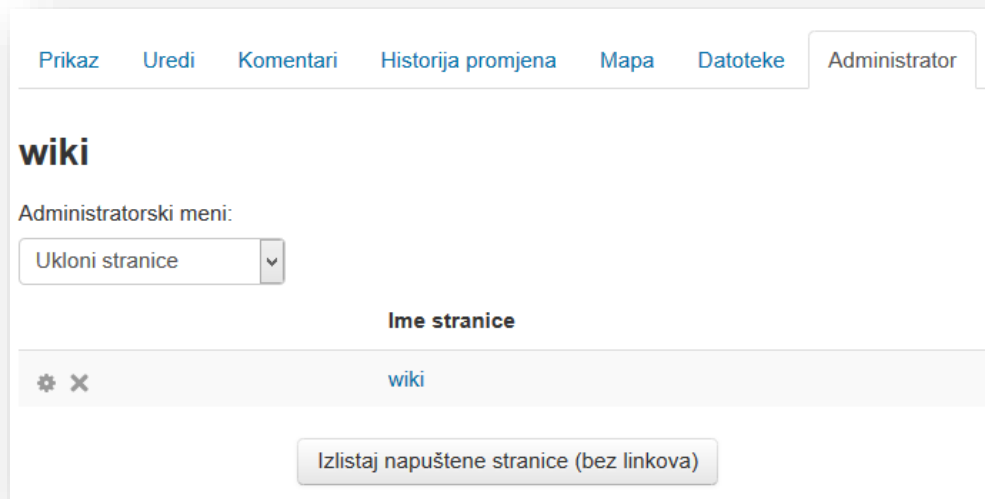 Prikaz Uredi Komentari Historija promjena Mapa Datoteke Administrator
wiki
Administratorski meni:
Ukloni stranice
Ime stranice
wiki
Izlistaj napuštene stranice (bez linkova)